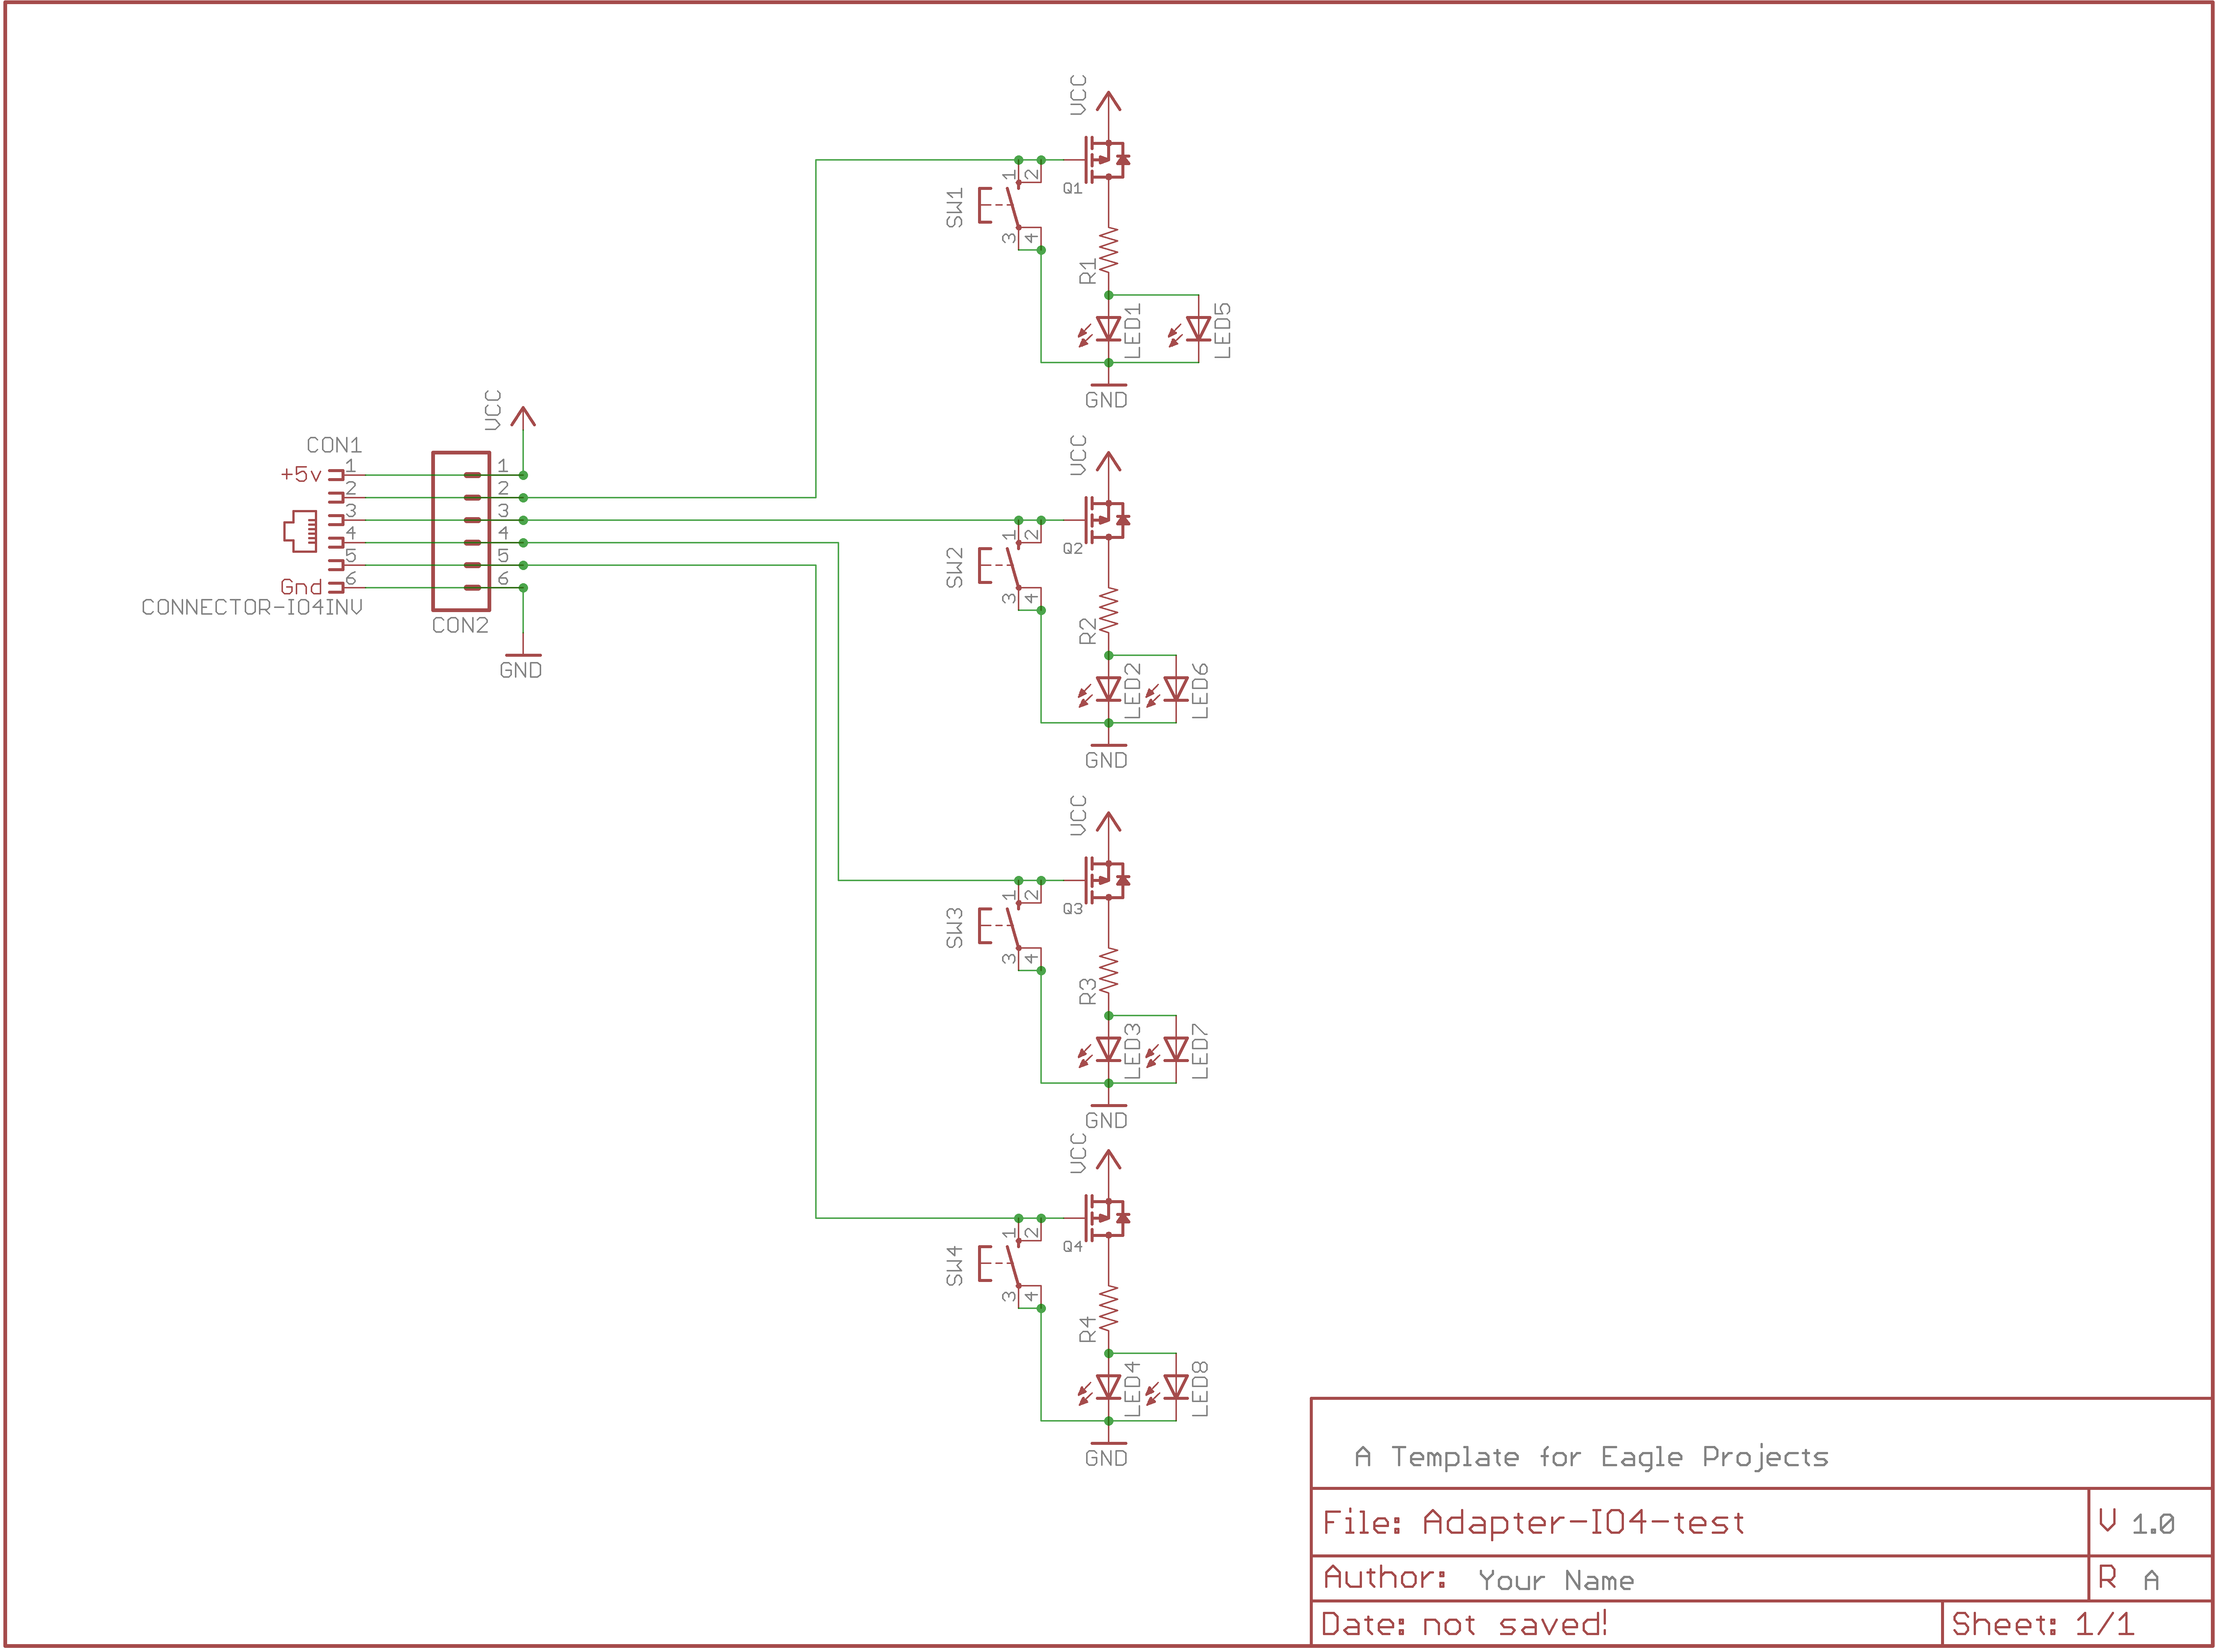 VCC
1
2
Q1
SW1
3
4
R1
LED1
LED5
GND
VCC
CON1
+5v
1
2
3
4
5
6
Gnd
CONNECTOR-IO4INV
1
2
3
4
5
6
CON2
GND
VCC
1
2
Q2
SW2
3
4
R2
LED2
LED6
GND
VCC
1
2
Q3
SW3
3
4
R3
LED3
LED7
GND
VCC
1
2
Q4
SW4
3
4
R4
LED4
LED8
GND
A Template for Eagle Projects
File: Adapter-IO4-test
V 1.0
Author: Your Name
R A
Date: not saved!
Sheet: 1/1